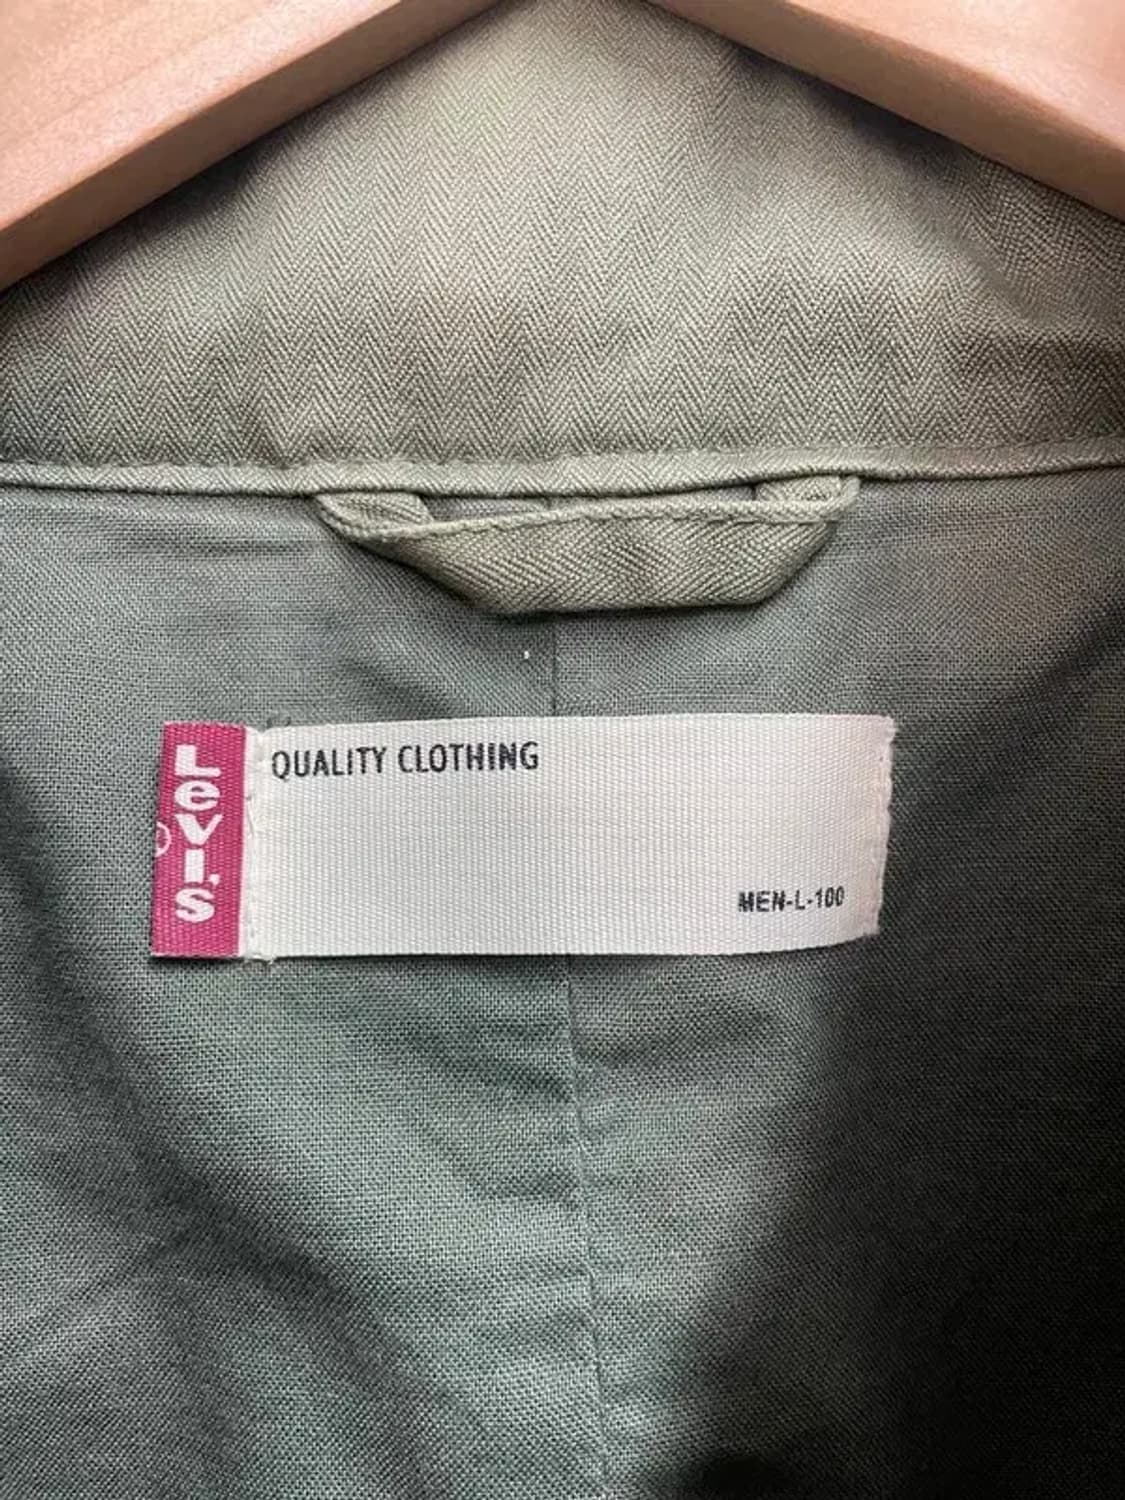 Levi's
®
QUALITY CLOTHING
MEN-L-100